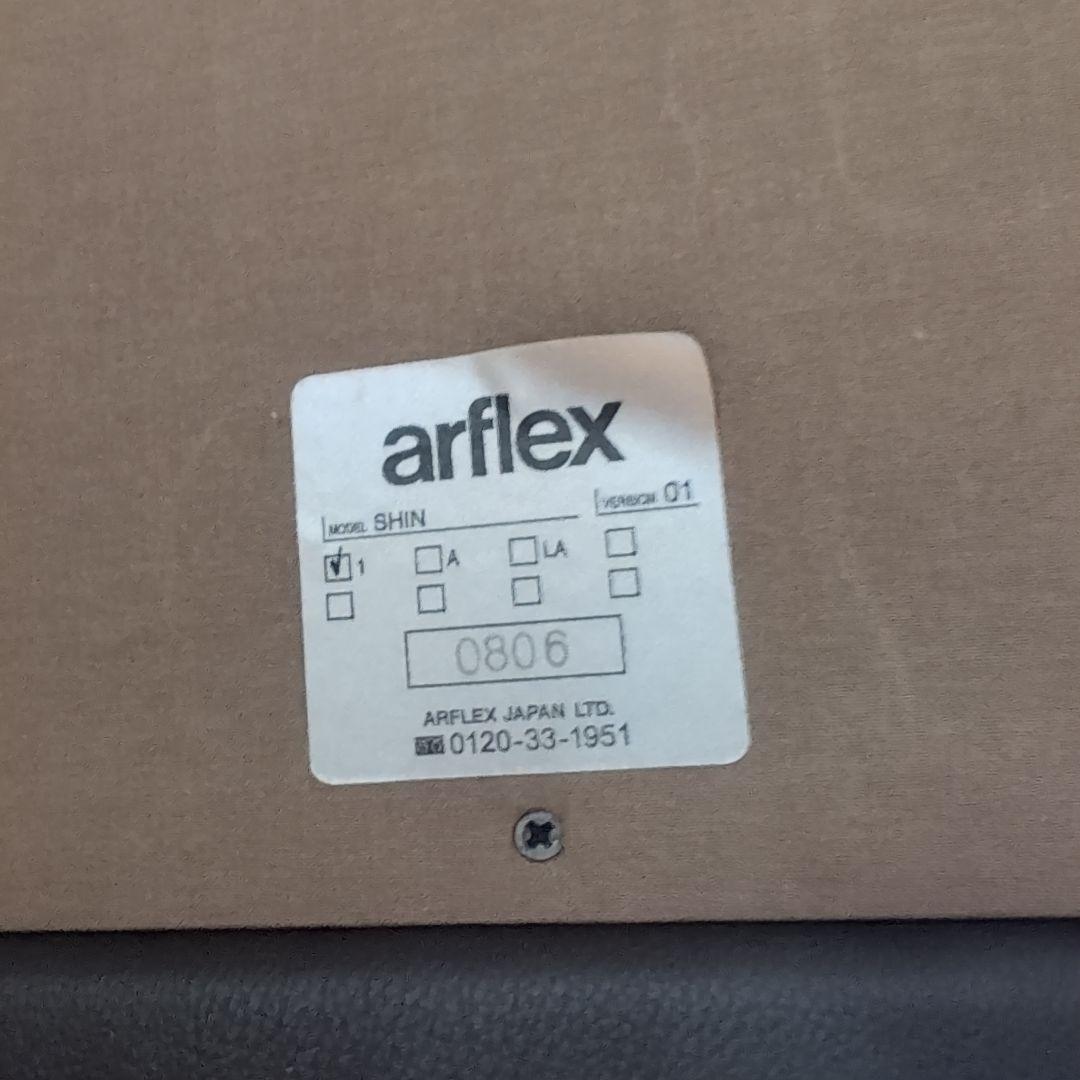 arflex
MODEL SHIN VERSION 01
1 A LA
0806
ARFLEX JAPAN LTD.
0120-33-1951